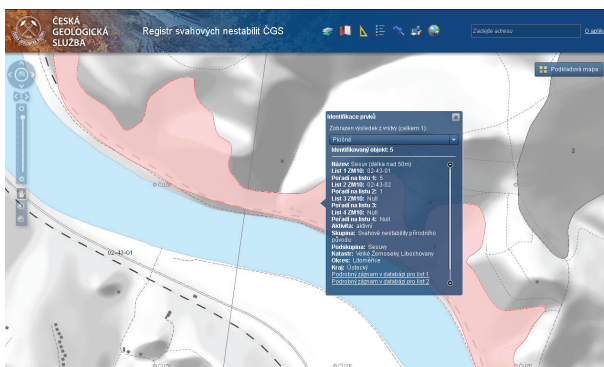 ČESKÁ
GEOLOGICKÁ
SLUŽBA
Registr svahových nestabilit ČGS
Zadejte adresu
O aplik
Podkladová mapa
Identifikace prvků
Zobrazen výsledek z vrstvy (celkem 1):
Plošné
Identifikovaný objekt: 5
Název: Sesuv (délka nad 50m)
List 1 ZM10: 02-43-01
Pořadí na listu 1: 5
List 2 ZM10: 02-43-02
Pořadí na listu 2: 1
List 3 ZM10: Null
Pořadí na listu 3:
List 4 ZM10: Null
Pořadí na listu 4: Null
Aktivita: aktivní
Skupina: Svahové nestability přírodního
původu
Podskupina: Sesuvy
Katastr: Velké Žernoseky, Libochovany
Okres: Litoměřice
Kraj: Ústecký
Podrobný záznam v databázi pro list 1
Podrobný záznam v databázi pro list 2
2
© ČÚZK
02-43-01
© ČÚZK
© ČÚZK